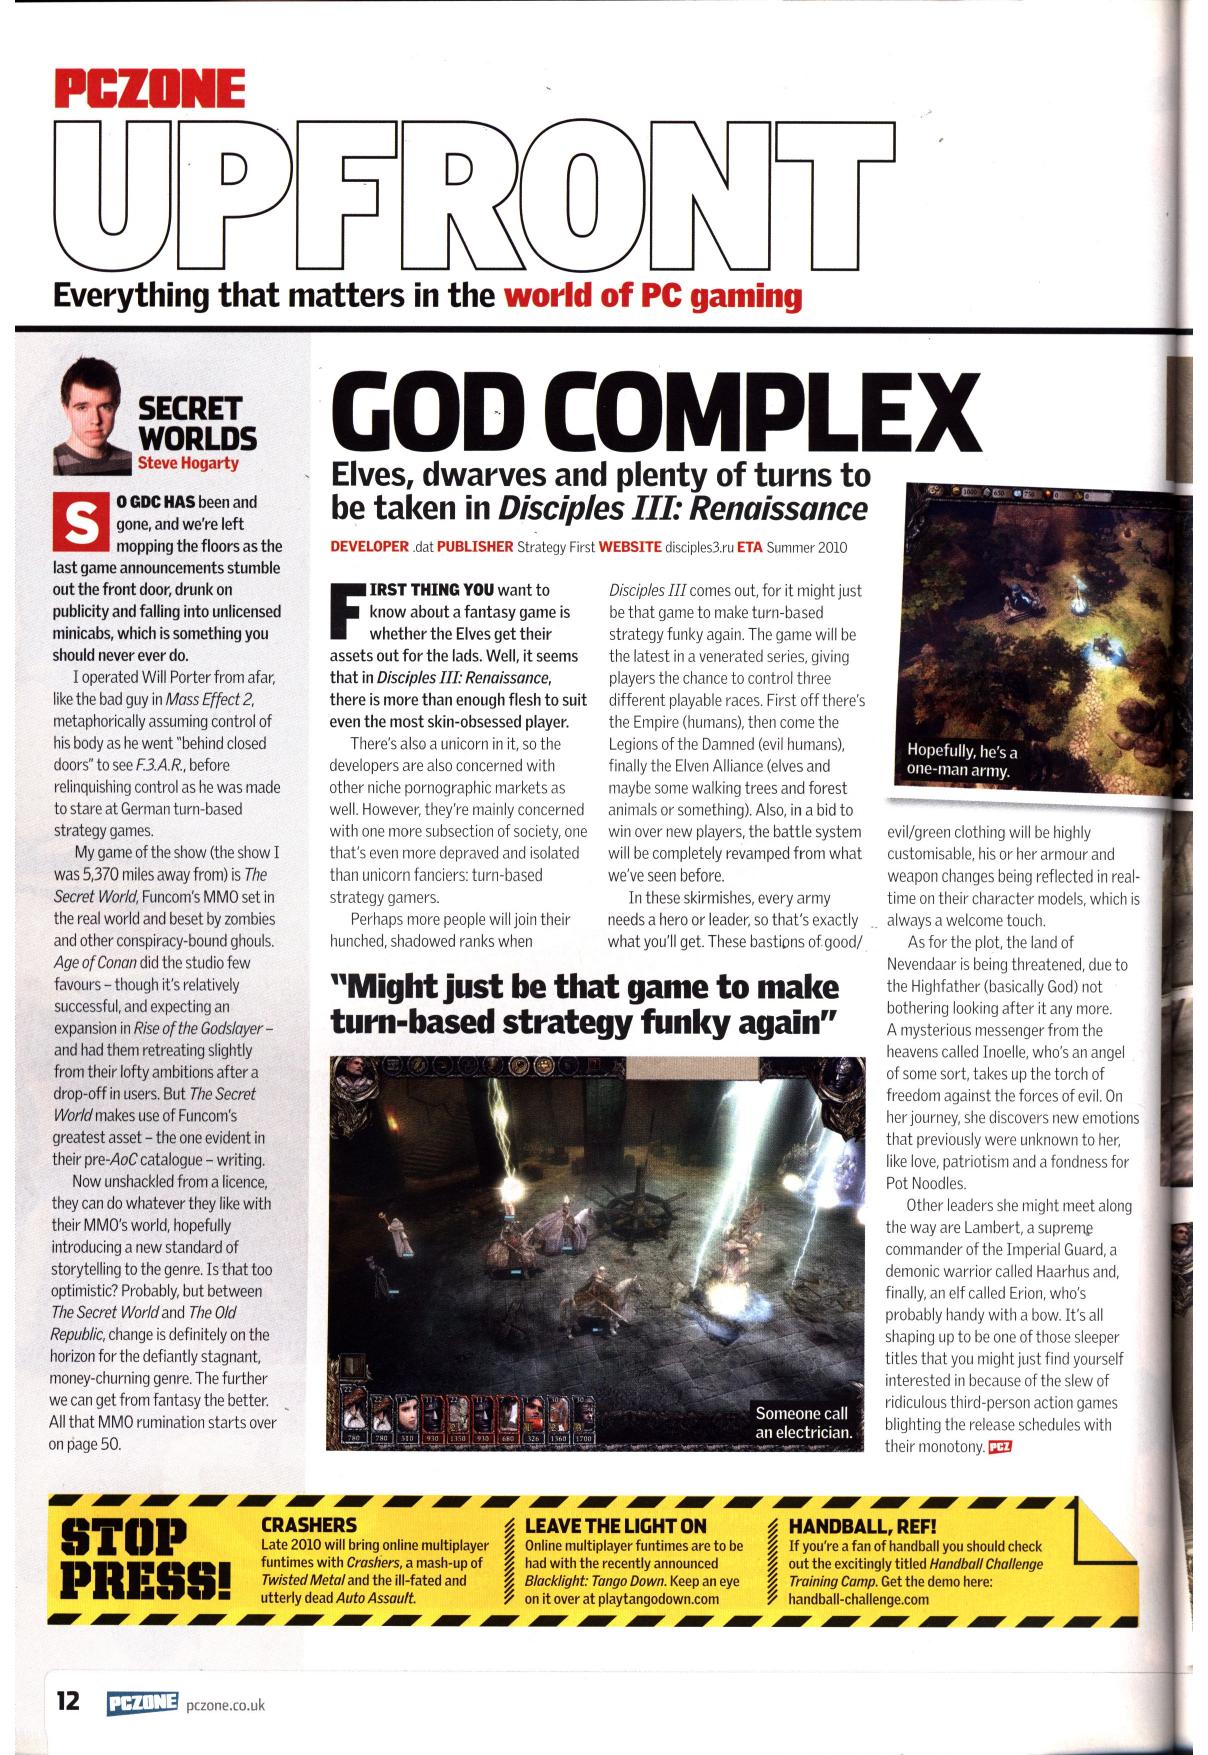 PCZONE
UPFRONT
Everything that matters in the world of PC gaming
SECRET
WORLDS
Steve Hogarty
SO GDC HAS been and
gone, and we're left
mopping the floors as the
last game announcements stumble
out the front door, drunk on
publicity and falling into unlicensed
minicabs, which is something you
should never ever do.
I operated Will Porter from afar,
like the bad guy in Mass Effect 2,
metaphorically assuming control of
his body as he went "behind closed
doors" to see F.3.A.R., before
relinquishing control as he was made
to stare at German turn-based
strategy games.
My game of the show (the show I
was 5,370 miles away from) is The
Secret World, Funcom's MMO set in
the real world and beset by zombies
and other conspiracy-bound ghouls.
Age of Conan did the studio few
favours – though it's relatively
successful, and expecting an
expansion in Rise of the Godslayer –
and had them retreating slightly
from their lofty ambitions after a
drop-off in users. But The Secret
World makes use of Funcom's
greatest asset – the one evident in
their pre-AoC catalogue – writing.
Now unshackled from a licence,
they can do whatever they like with
their MMO's world, hopefully
introducing a new standard of
storytelling to the genre. Is that too
optimistic? Probably, but between
The Secret World and The Old
Republic, change is definitely on the
horizon for the defiantly stagnant,
money-churning genre. The further
we can get from fantasy the better.
All that MMO rumination starts over
on page 50.
GOD COMPLEX
Elves, dwarves and plenty of turns to
be taken in Disciples III: Renaissance
DEVELOPER .dat PUBLISHER Strategy First WEBSITE disciples3.ru ETA Summer 2010
FIRST THING YOU want to
know about a fantasy game is
whether the Elves get their
assets out for the lads. Well, it seems
that in Disciples III: Renaissance,
there is more than enough flesh to suit
even the most skin-obsessed player.
There's also a unicorn in it, so the
developers are also concerned with
other niche pornographic markets as
well. However, they're mainly concerned
with one more subsection of society, one
that's even more depraved and isolated
than unicorn fanciers: turn-based
strategy gamers.
Perhaps more people will join their
hunched, shadowed ranks when
Disciples III comes out, for it might just
be that game to make turn-based
strategy funky again. The game will be
the latest in a venerated series, giving
players the chance to control three
different playable races. First off there's
the Empire (humans), then come the
Legions of the Damned (evil humans),
finally the Elven Alliance (elves and
maybe some walking trees and forest
animals or something). Also, in a bid to
win over new players, the battle system
will be completely revamped from what
we've seen before.
In these skirmishes, every army
needs a hero or leader, so that's exactly
what you'll get. These bastions of good/
"Might just be that game to make
turn-based strategy funky again"
780 780 510 930 1350 930 680 326 1360 1700
Someone call
an electrician.
1000 650 750 0 0
Hopefully, he's a
one-man army.
evil/green clothing will be highly
customisable, his or her armour and
weapon changes being reflected in real-
time on their character models, which is
always a welcome touch.
As for the plot, the land of
Nevendaar is being threatened, due to
the Highfather (basically God) not
bothering looking after it any more.
A mysterious messenger from the
heavens called Inoelle, who's an angel
of some sort, takes up the torch of
freedom against the forces of evil. On
her journey, she discovers new emotions
that previously were unknown to her,
like love, patriotism and a fondness for
Pot Noodles.
Other leaders she might meet along
the way are Lambert, a supreme
commander of the Imperial Guard, a
demonic warrior called Haarhus and,
finally, an elf called Erion, who's
probably handy with a bow. It's all
shaping up to be one of those sleeper
titles that you might just find yourself
interested in because of the slew of
ridiculous third-person action games
blighting the release schedules with
their monotony. PCZ
STOP
PRESS!
CRASHERS
Late 2010 will bring online multiplayer
funtimes with Crashers, a mash-up of
Twisted Metal and the ill-fated and
utterly dead Auto Assault.
LEAVE THE LIGHT ON
Online multiplayer funtimes are to be
had with the recently announced
Blacklight: Tango Down. Keep an eye
on it over at playtangodown.com
HANDBALL, REF!
If you're a fan of handball you should check
out the excitingly titled Handball Challenge
Training Camp. Get the demo here:
handball-challenge.com
12 PCZONE pczone.co.uk